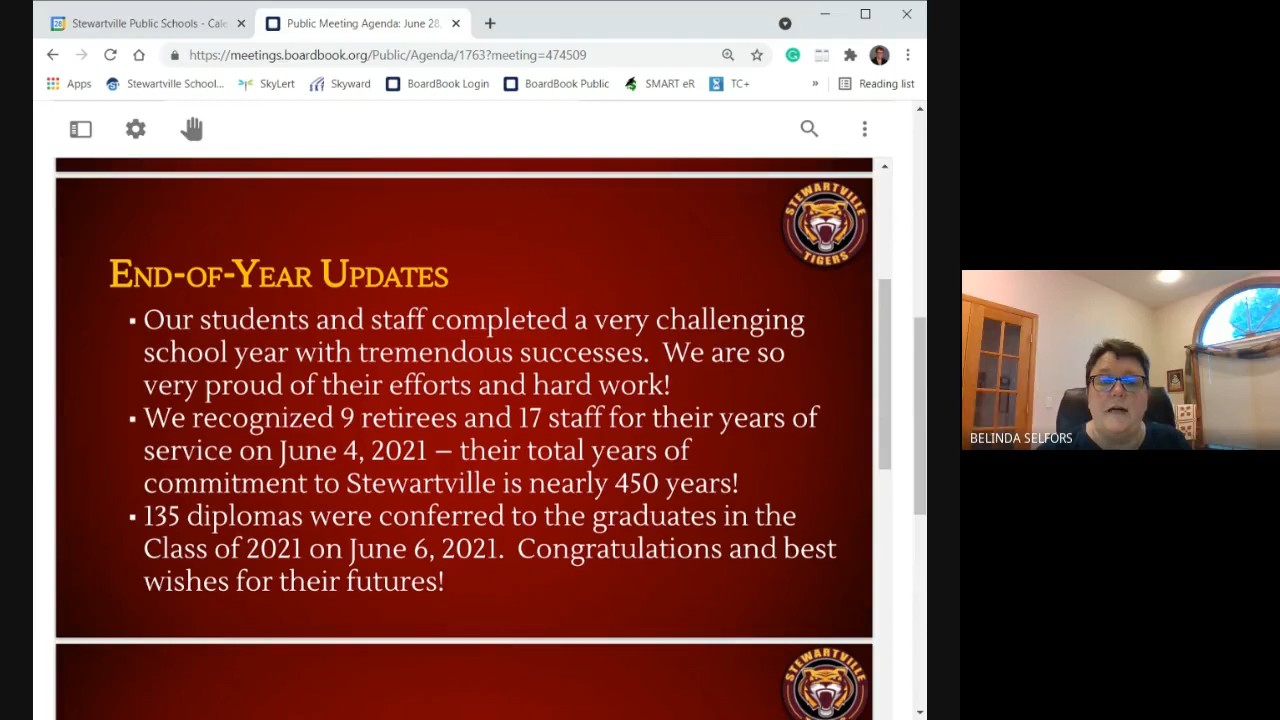 Stewartville Public Schools - Cale
Public Meeting Agenda: June 28,
https://meetings.boardbook.org/Public/Agenda/1763?meeting=474509
Apps
Stewartville School...
SkyLert
Skyward
BoardBook Login
BoardBook Public
SMART eR
TC+
»
Reading list
STEWARTVILLE
TIGERS
END-OF-YEAR UPDATES
▪ Our students and staff completed a very challenging
school year with tremendous successes. We are so
very proud of their efforts and hard work!
▪ We recognized 9 retirees and 17 staff for their years of
service on June 4, 2021 – their total years of
commitment to Stewartville is nearly 450 years!
▪ 135 diplomas were conferred to the graduates in the
Class of 2021 on June 6, 2021. Congratulations and best
wishes for their futures!
BELINDA SELFORS
STEWARTVILLE